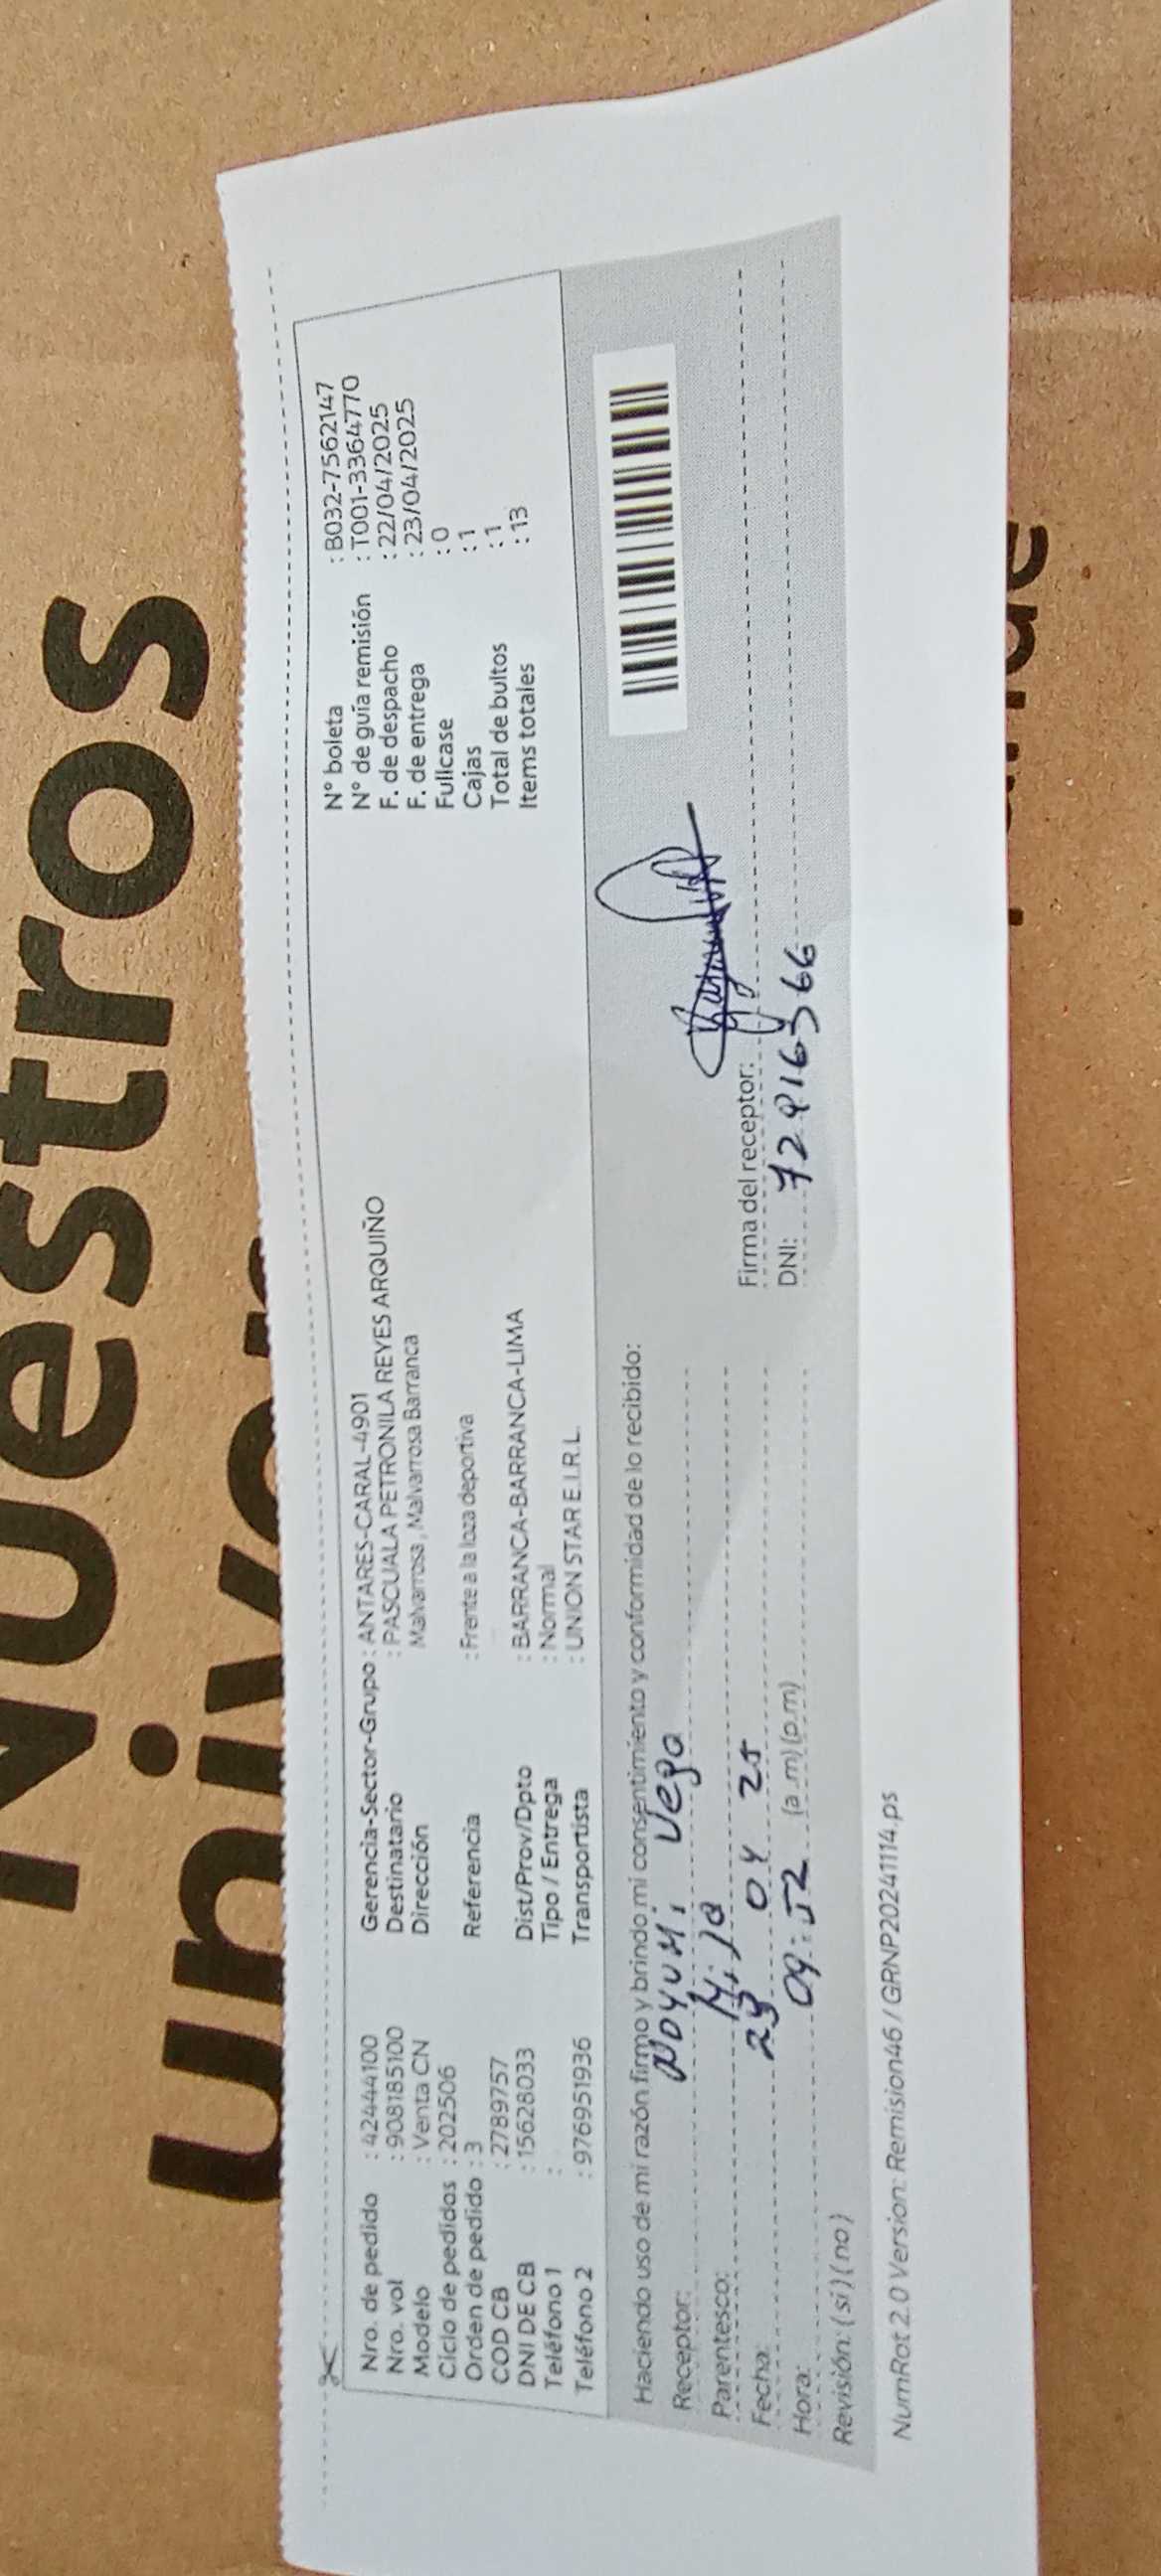 Nuestros
unive
Nro. de pedido : 42444100 Gerencia-Sector-Grupo : ANTARES-CARAL-4901 N° boleta : B032-7562147
Nro. vol : 908185100 Destinatario : PASCUALA PETRONILA REYES ARQUIÑO N° de guía remisión : T001-3364770
Modelo : Venta CN Dirección Malvarrosa , Malvarrosa Barranca F. de despacho : 22/04/2025
Ciclo de pedidos : 202506 F. de entrega : 23/04/2025
Orden de pedido : 3 Referencia : Frente a la loza deportiva Fullcase : 0
COD CB : 2789757 Cajas : 1
DNI DE CB : 15628033 Dist/Prov/Dpto : BARRANCA-BARRANCA-LIMA Total de bultos : 1
Teléfono 1 : Tipo / Entrega : Normal Items totales : 13
Teléfono 2 : 976951936 Transportista : UNION STAR E.I.R.L.
Haciendo uso de mi razón firmo y brindo mi consentimiento y conformidad de lo recibido:
Receptor: Noyumi Vega
Parentesco: Hija Firma del receptor:
Fecha: 23 04 25 DNI: 72916366
Hora: 09:52 (a.m) (p.m)
Revisión: ( si ) ( no )
NumRot 2.0 Version: Remision46 / GRNP20241114.ps